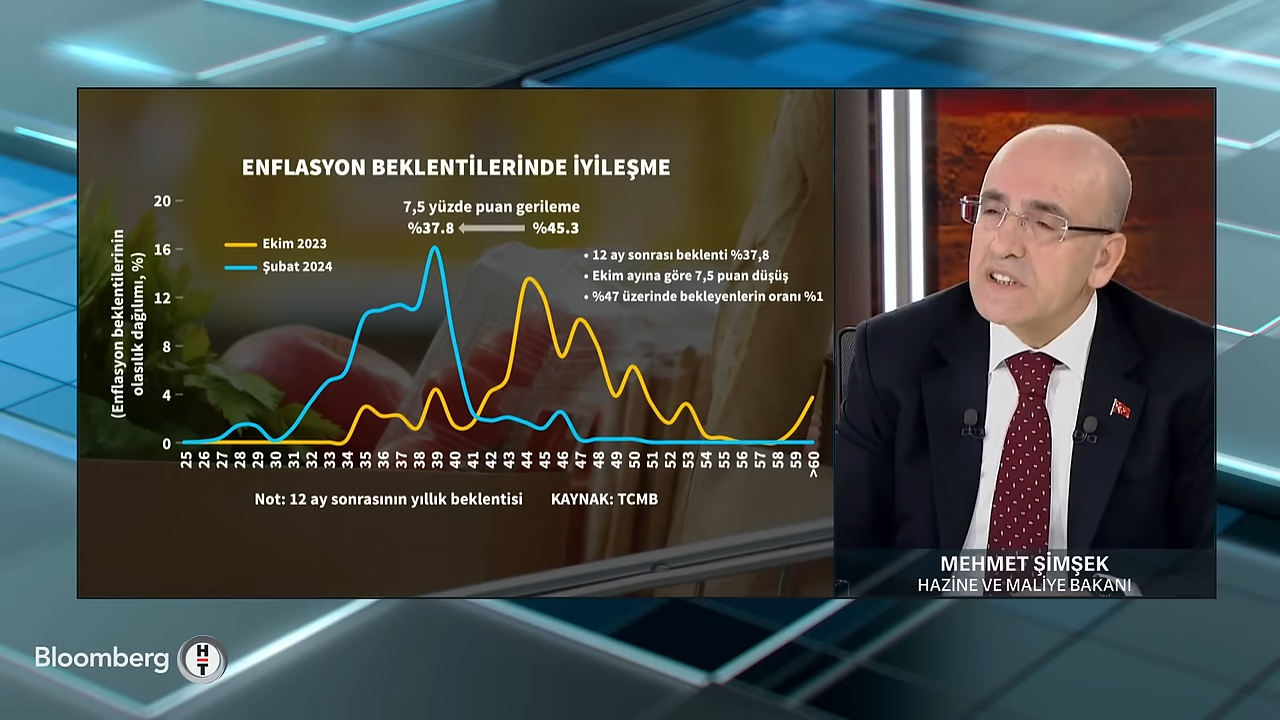 ENFLASYON BEKLENTİLERİNDE İYİLEŞME
7,5 yüzde puan gerileme
%37.8 %45.3
Ekim 2023
Şubat 2024
• 12 ay sonrası beklenti %37,8
• Ekim ayına göre 7,5 puan düşüş
• %47 üzerinde bekleyenlerin oranı %1
(Enflasyon beklentilerinin
olasılık dağılımı, %)
20
16
12
8
4
0
25 26 27 28 29 30 31 32 33 34 35 36 37 38 39 40 41 42 43 44 45 46 47 48 49 50 51 52 53 54 55 56 57 58 59 >60
Not: 12 ay sonrasının yıllık beklentisi KAYNAK: TCMB
MEHMET ŞİMŞEK
HAZİNE VE MALİYE BAKANI
Bloomberg HT